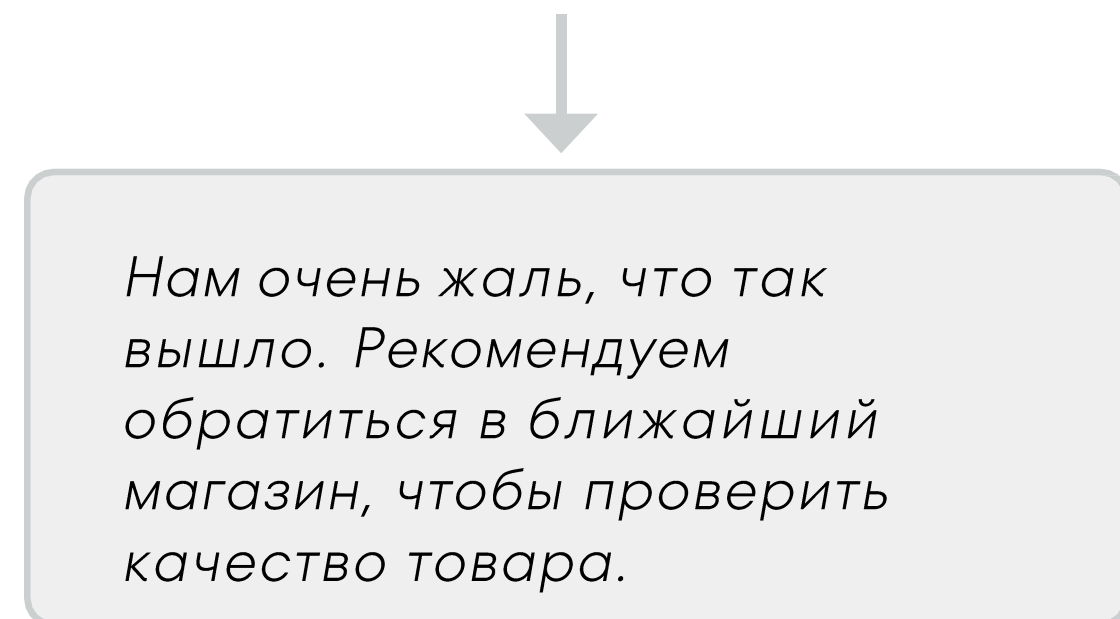 Нам очень жаль, что так
вышло. Рекомендуем
обратиться в ближайший
магазин, чтобы проверить
качество товара.